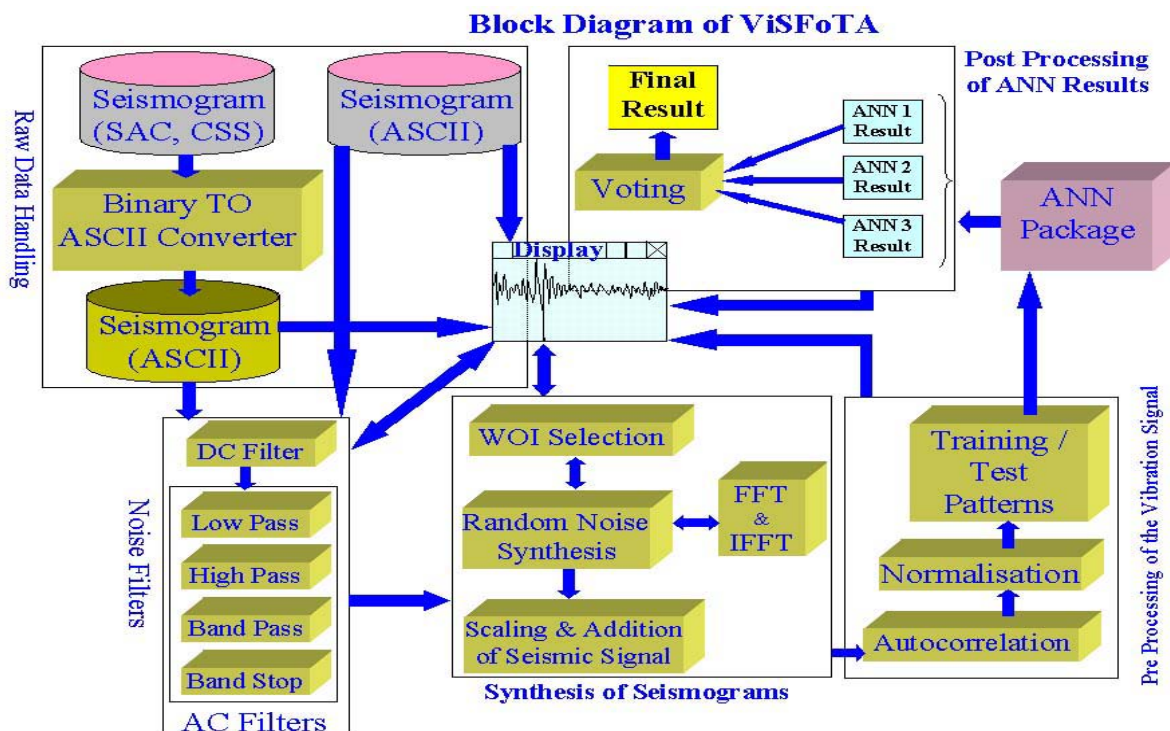 Block Diagram of ViSFoTA
Raw Data Handling
Seismogram
(SAC, CSS)
Seismogram
(ASCII)
Binary TO
ASCII Converter
Seismogram
(ASCII)
Final
Result
Voting
ANN 1
Result
ANN 2
Result
ANN 3
Result
Post Processing
of ANN Results
ANN
Package
Display
Noise Filters
DC Filter
Low Pass
High Pass
Band Pass
Band Stop
AC Filters
WOI Selection
Random Noise
Synthesis
FFT
&
IFFT
Scaling & Addition
of Seismic Signal
Synthesis of Seismograms
Training /
Test
Patterns
Normalisation
Autocorrelation
Pre Processing of the Vibration Signal